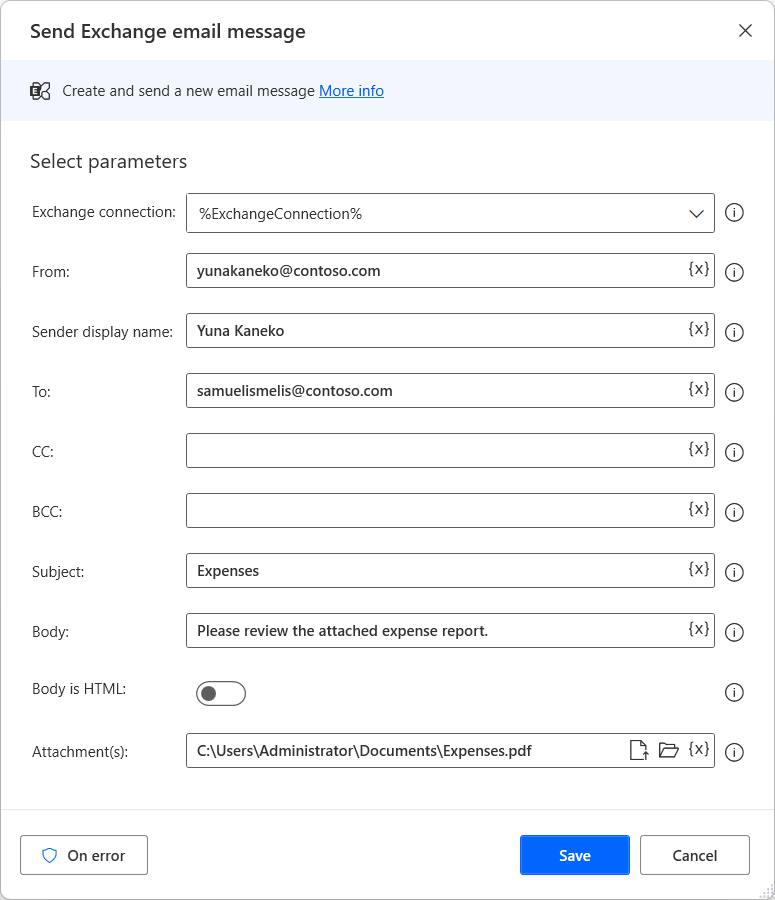 Send Exchange email message
Create and send a new email message More info
Select parameters
Exchange connection: %ExchangeConnection%
From: yunakaneko@contoso.com {x}
Sender display name: Yuna Kaneko {x}
To: samuelismelis@contoso.com {x}
CC: {x}
BCC: {x}
Subject: Expenses {x}
Body: Please review the attached expense report. {x}
Body is HTML:
Attachment(s): C:\Users\Administrator\Documents\Expenses.pdf {x}
On error Save Cancel